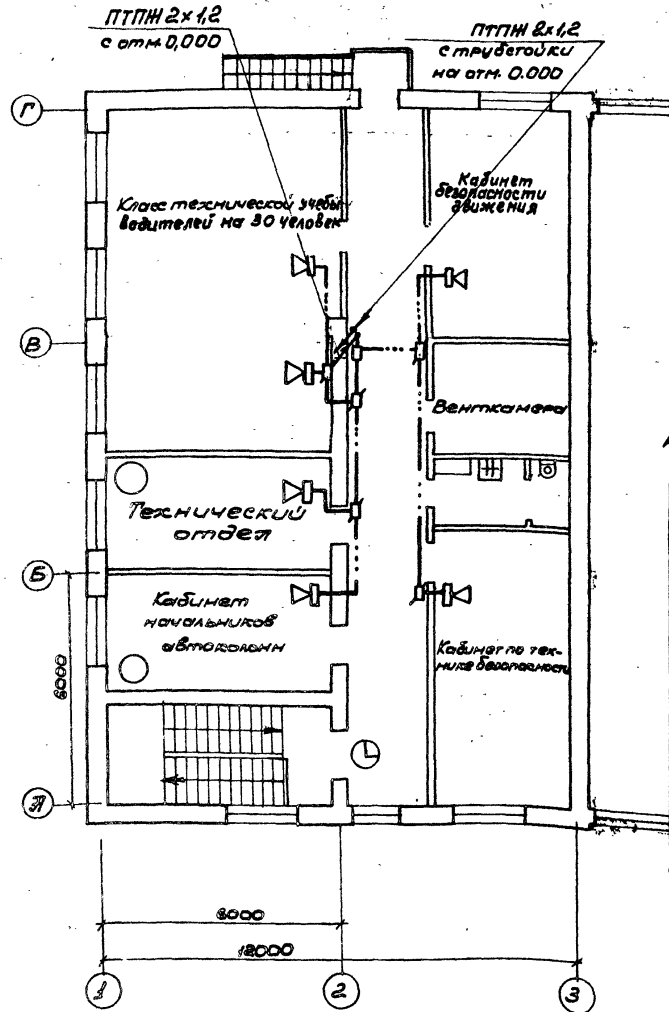 ПТПЖ 2х1,2
с отм. 0,000
ПТПЖ 2х1,2
с трубстойки
на отм. 0.000
Г
Класс технической учебы
водителей на 30 человек
Кабинет
безопасности
движения
В
Венткамера
Технический
отдел
Б
Кабинет
начальников
автоколонн
Кабинет по тех-
нике безопасности
6000
А
6000
12000
1
2
3